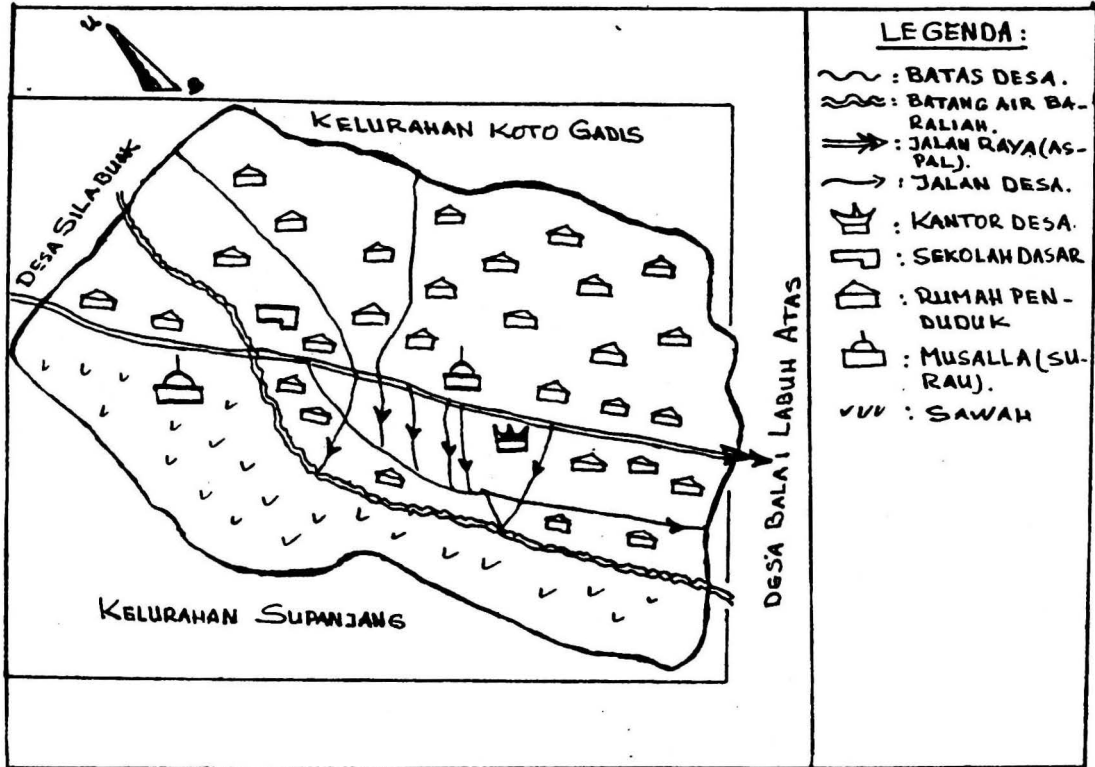 U
S
KELURAHAN KOTO GADIS
DESA SILABUAK
DESA BALAI LABUH ATAS
KELURAHAN SUPANJANG
LEGENDA:
: BATAS DESA.
: BATANG AIR BA-
RALIAH.
: JALAN RAYA (AS-
PAL).
: JALAN DESA.
: KANTOR DESA.
: SEKOLAH DASAR
: RUMAH PEN-
DUDUK
: MUSALLA (SU-
RAU).
: SAWAH